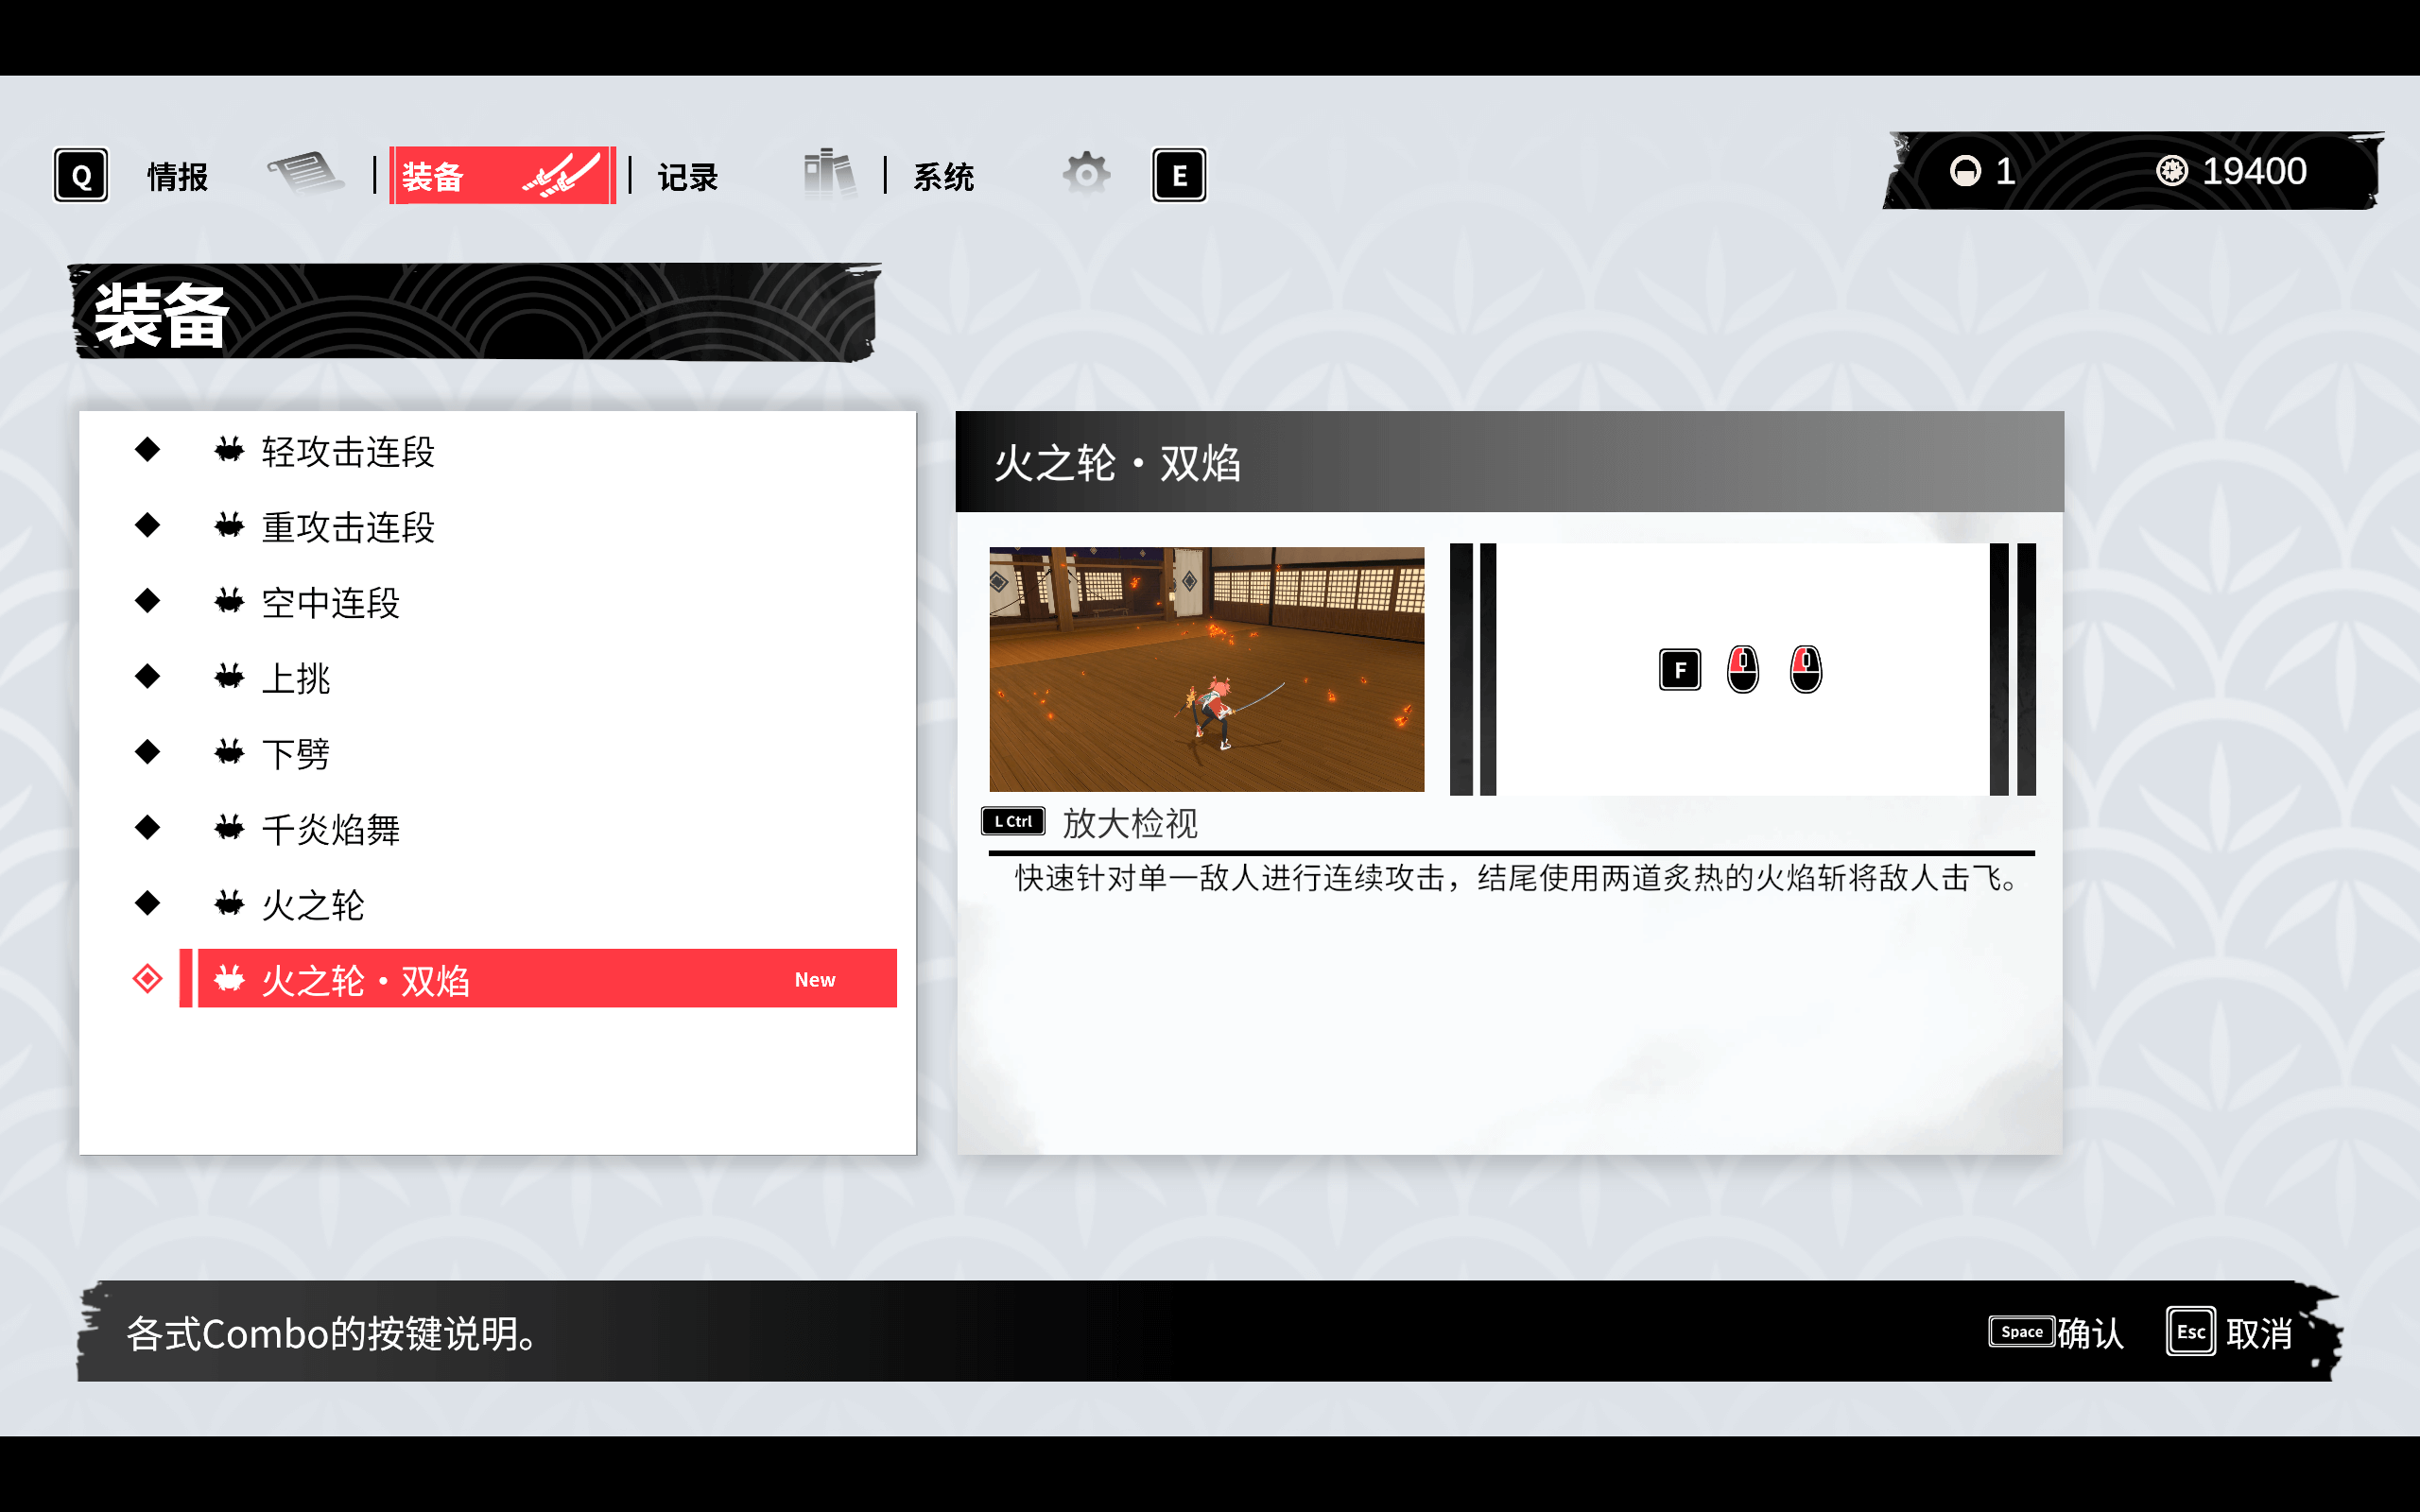 Q 情报 装备 记录 系统 E
1 19400
装备
轻攻击连段
重攻击连段
空中连段
上挑
下劈
千炎焰舞
火之轮
火之轮・双焰 New
火之轮・双焰
F
L Ctrl 放大检视
快速针对单一敌人进行连续攻击，结尾使用两道炙热的火焰斩将敌人击飞。
各式Combo的按键说明。
Space 确认 Esc 取消